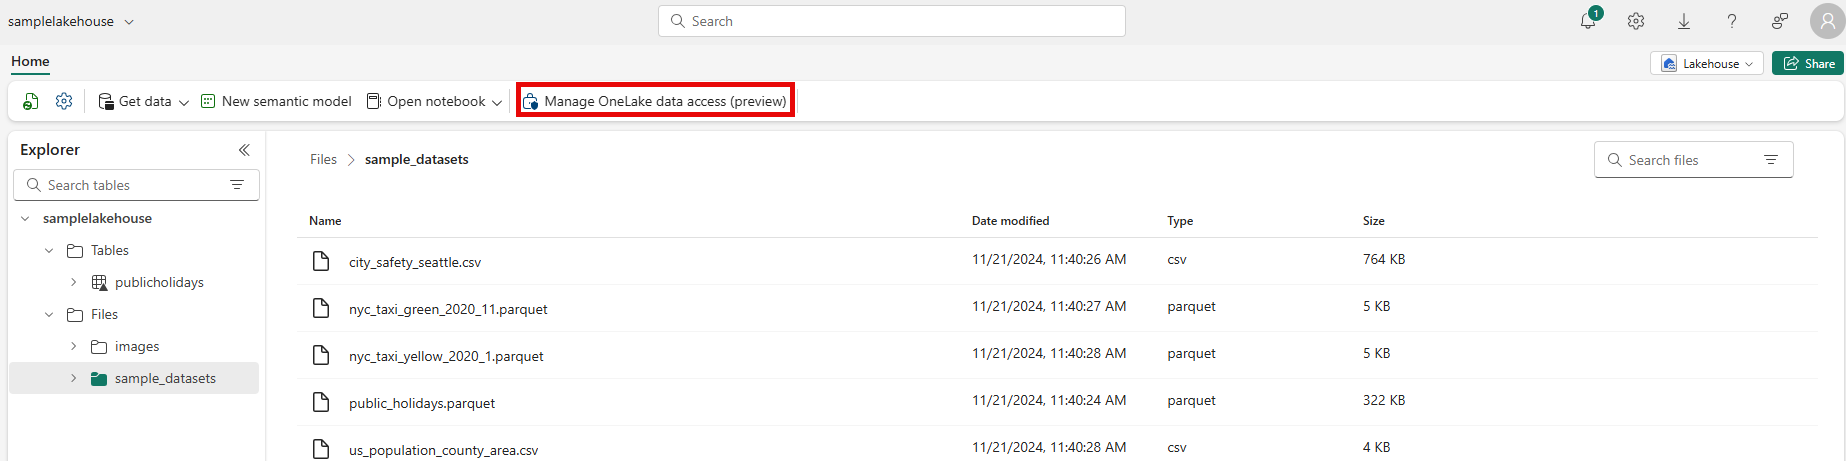 samplelakehouse
Search
1
Home
Lakehouse
Share
Get data
New semantic model
Open notebook
Manage OneLake data access (preview)
Explorer
Search tables
samplelakehouse
Tables
publicholidays
Files
images
sample_datasets
Files > sample_datasets
Search files
Name Date modified Type Size
city_safety_seattle.csv 11/21/2024, 11:40:26 AM csv 764 KB
nyc_taxi_green_2020_11.parquet 11/21/2024, 11:40:27 AM parquet 5 KB
nyc_taxi_yellow_2020_1.parquet 11/21/2024, 11:40:28 AM parquet 5 KB
public_holidays.parquet 11/21/2024, 11:40:24 AM parquet 322 KB
us_population_county_area.csv 11/21/2024, 11:40:28 AM csv 4 KB